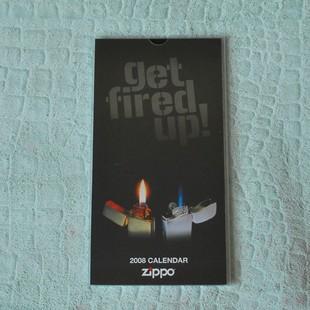 get
fired
up!
2008 CALENDAR
zippo